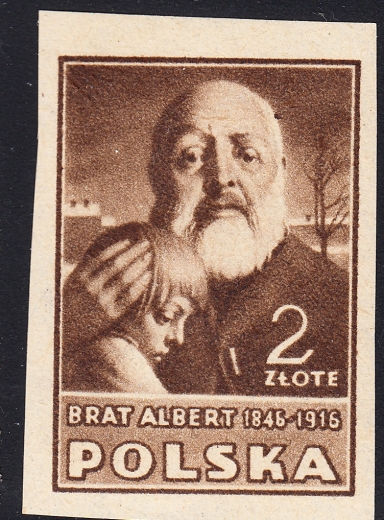 2
ZŁOTE
BRAT ALBERT 1846-1916
POLSKA